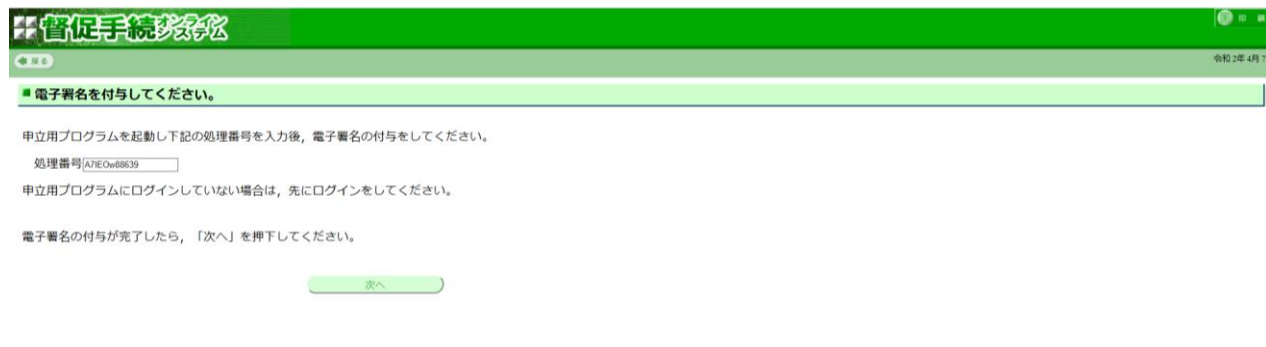 督促手続オンラインシステム
印
戻る
令和 2年 4月 7
電子署名を付与してください。
申立用プログラムを起動し下記の処理番号を入力後，電子署名の付与をしてください。
処理番号 A7IEOw88639
申立用プログラムにログインしていない場合は，先にログインをしてください。
電子署名の付与が完了したら，「次へ」を押下してください。
次へ